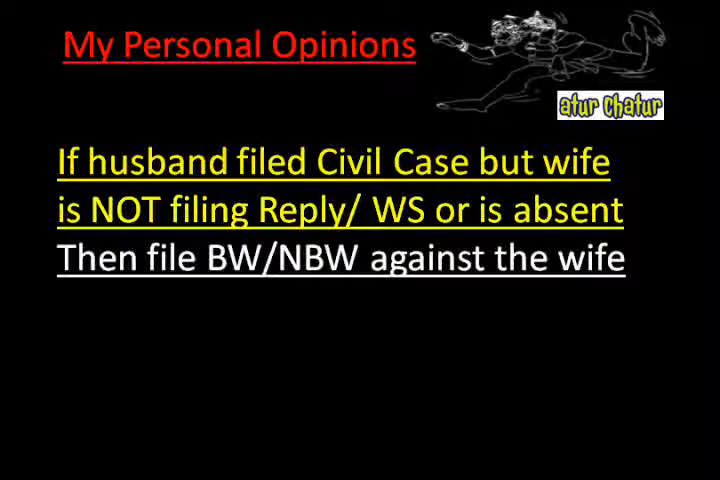 My Personal Opinions
atur chatur
If husband filed Civil Case but wife
is NOT filing Reply/ WS or is absent
Then file BW/NBW against the wife